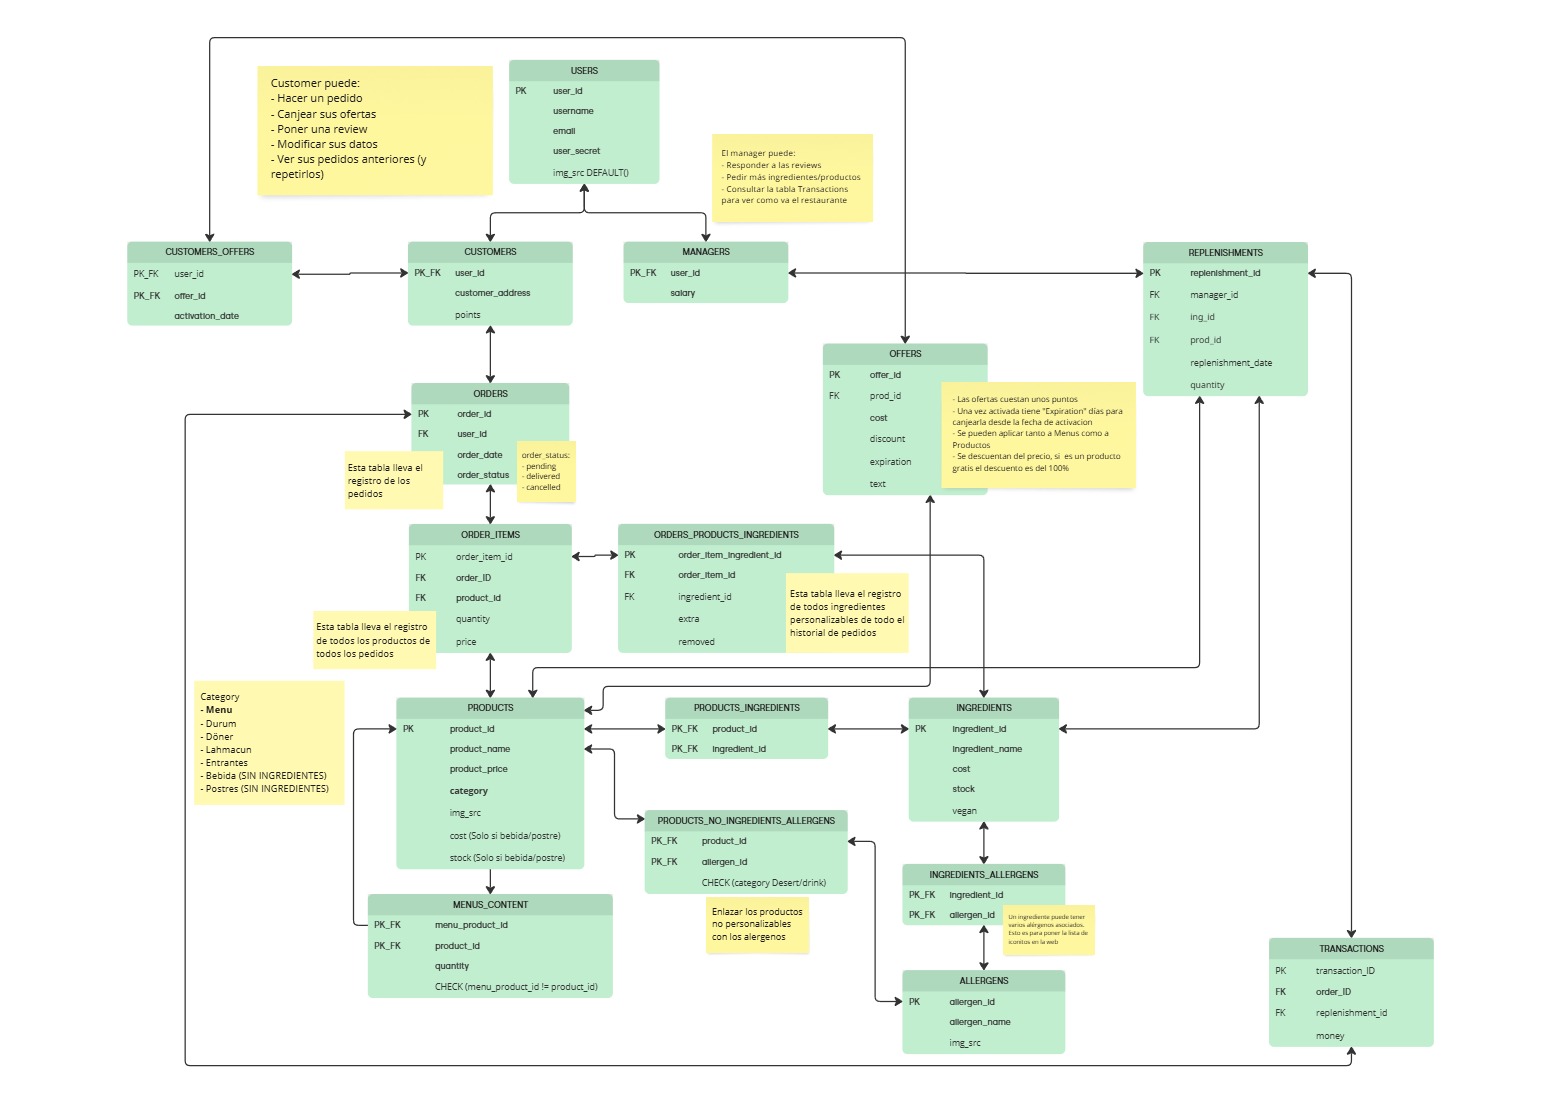 Customer puede:
- Hacer un pedido
- Canjear sus ofertas
- Poner una review
- Modificar sus datos
- Ver sus pedidos anteriores (y
repetirlos)
USERS
PK user_id
username
email
user_secret
img_src DEFAULT()
El manager puede:
- Responder a las reviews
- Pedir más ingredientes/productos
- Consultar la tabla Transactions
para ver como va el restaurante
CUSTOMERS_OFFERS
PK_FK user_id
PK_FK offer_id
activation_date
CUSTOMERS
PK_FK user_id
customer_address
points
MANAGERS
PK_FK user_id
salary
REPLENISHMENTS
PK replenishment_id
FK manager_id
FK ing_id
FK prod_id
replenishment_date
quantity
OFFERS
PK offer_id
FK prod_id
cost
discount
expiration
text
- Las ofertas cuestan unos puntos
- Una vez activada tiene "Expiration" días para
canjearla desde la fecha de activacion
- Se pueden aplicar tanto a Menus como a
Productos
- Se descuentan del precio, si  es un producto
gratis el descuento es del 100%
ORDERS
PK order_id
FK user_id
order_date
order_status
Esta tabla lleva el
registro de los
pedidos
order_status:
- pending
- delivered
- cancelled
ORDER_ITEMS
PK order_item_id
FK order_ID
FK product_id
quantity
price
Esta tabla lleva el registro
de todos los productos de
todos los pedidos
ORDERS_PRODUCTS_INGREDIENTS
PK order_item_ingredient_id
FK order_item_id
FK ingredient_id
extra
removed
Esta tabla lleva el registro
de todos ingredientes
personalizables de todo el
historial de pedidos
Category
- Menu
- Durum
- Döner
- Lahmacun
- Entrantes
- Bebida (SIN INGREDIENTES)
- Postres (SIN INGREDIENTES)
PRODUCTS
PK product_id
product_name
product_price
category
img_src
cost (Solo si bebida/postre)
stock (Solo si bebida/postre)
PRODUCTS_INGREDIENTS
PK_FK product_id
PK_FK ingredient_id
INGREDIENTS
PK ingredient_id
ingredient_name
cost
stock
vegan
PRODUCTS_NO_INGREDIENTS_ALLERGENS
PK_FK product_id
PK_FK allergen_id
CHECK (category Desert/drink)
Enlazar los productos
no personalizables
con los alergenos
MENUS_CONTENT
PK_FK menu_product_id
PK_FK product_id
quantity
CHECK (menu_product_id != product_id)
INGREDIENTS_ALLERGENS
PK_FK ingredient_id
PK_FK allergen_id
Un ingrediente puede tener
varios alérgenos asociados.
Esto es para poner la lista de
iconitos en la web
ALLERGENS
PK allergen_id
allergen_name
img_src
TRANSACTIONS
PK transaction_ID
FK order_ID
FK replenishment_id
money